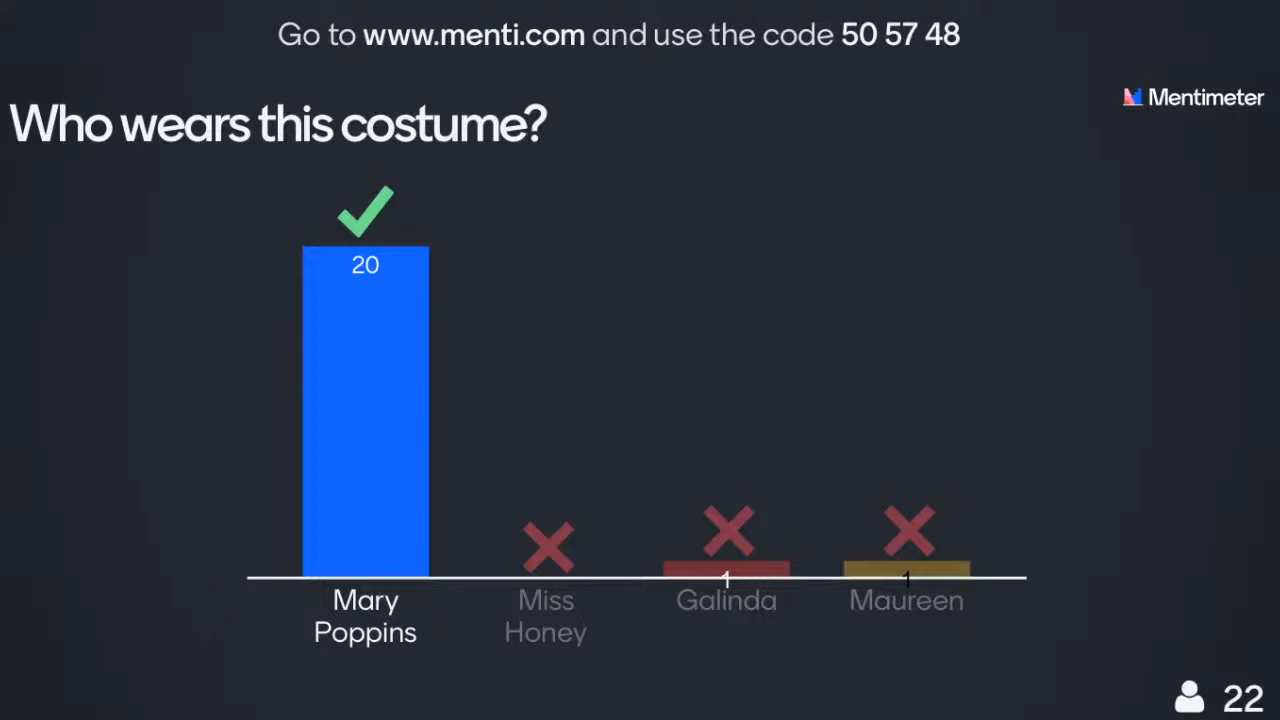 Go to www.menti.com and use the code 50 57 48
Mentimeter
Who wears this costume?
20
1
1
Mary
Poppins
Miss
Honey
Galinda
Maureen
22